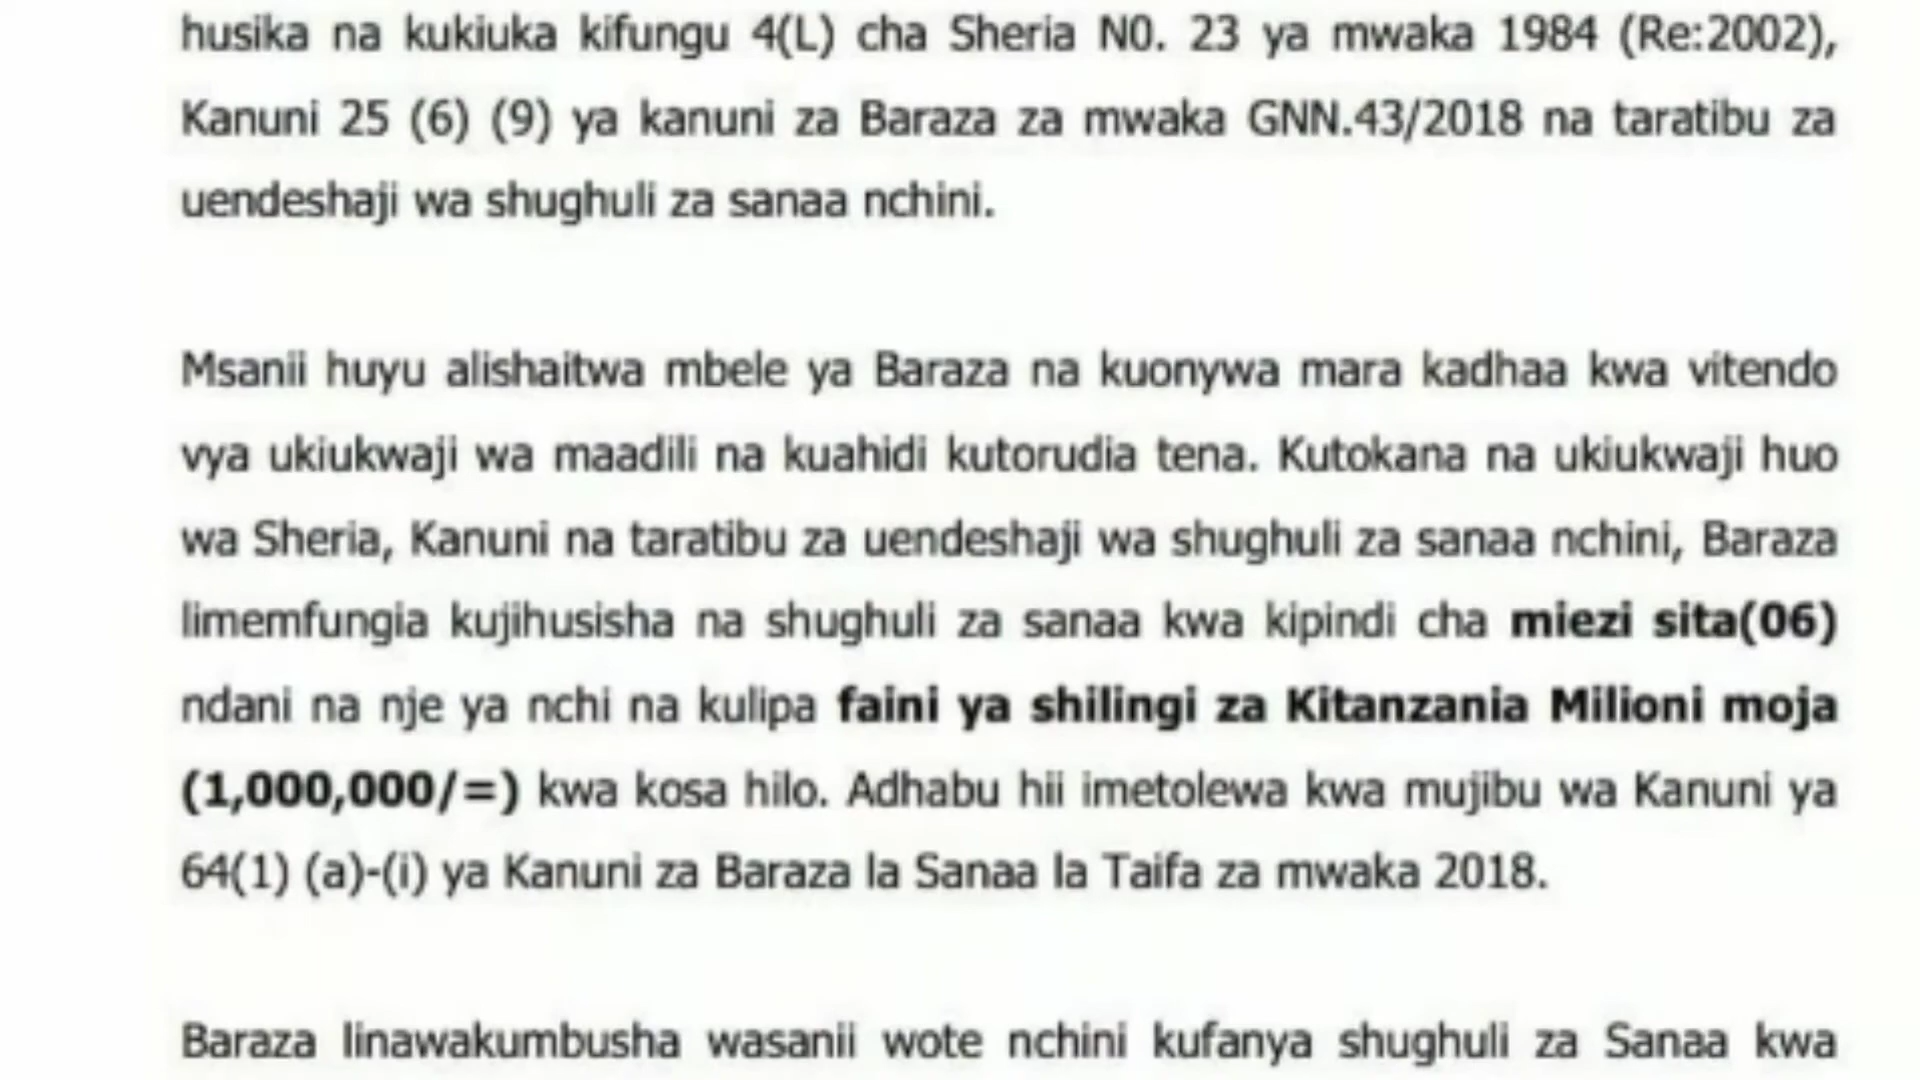 husika na kukiuka kifungu 4(L) cha Sheria N0. 23 ya mwaka 1984 (Re:2002),
Kanuni 25 (6) (9) ya kanuni za Baraza za mwaka GNN.43/2018 na taratibu za
uendeshaji wa shughuli za sanaa nchini.
Msanii huyu alishaitwa mbele ya Baraza na kuonywa mara kadhaa kwa vitendo
vya ukiukwaji wa maadili na kuahidi kutorudia tena. Kutokana na ukiukwaji huo
wa Sheria, Kanuni na taratibu za uendeshaji wa shughuli za sanaa nchini, Baraza
limemfungia kujihusisha na shughuli za sanaa kwa kipindi cha miezi sita(06)
ndani na nje ya nchi na kulipa faini ya shilingi za Kitanzania Milioni moja
(1,000,000/=) kwa kosa hilo. Adhabu hii imetolewa kwa mujibu wa Kanuni ya
64(1) (a)-(i) ya Kanuni za Baraza la Sanaa la Taifa za mwaka 2018.
Baraza linawakumbusha wasanii wote nchini kufanya shughuli za Sanaa kwa